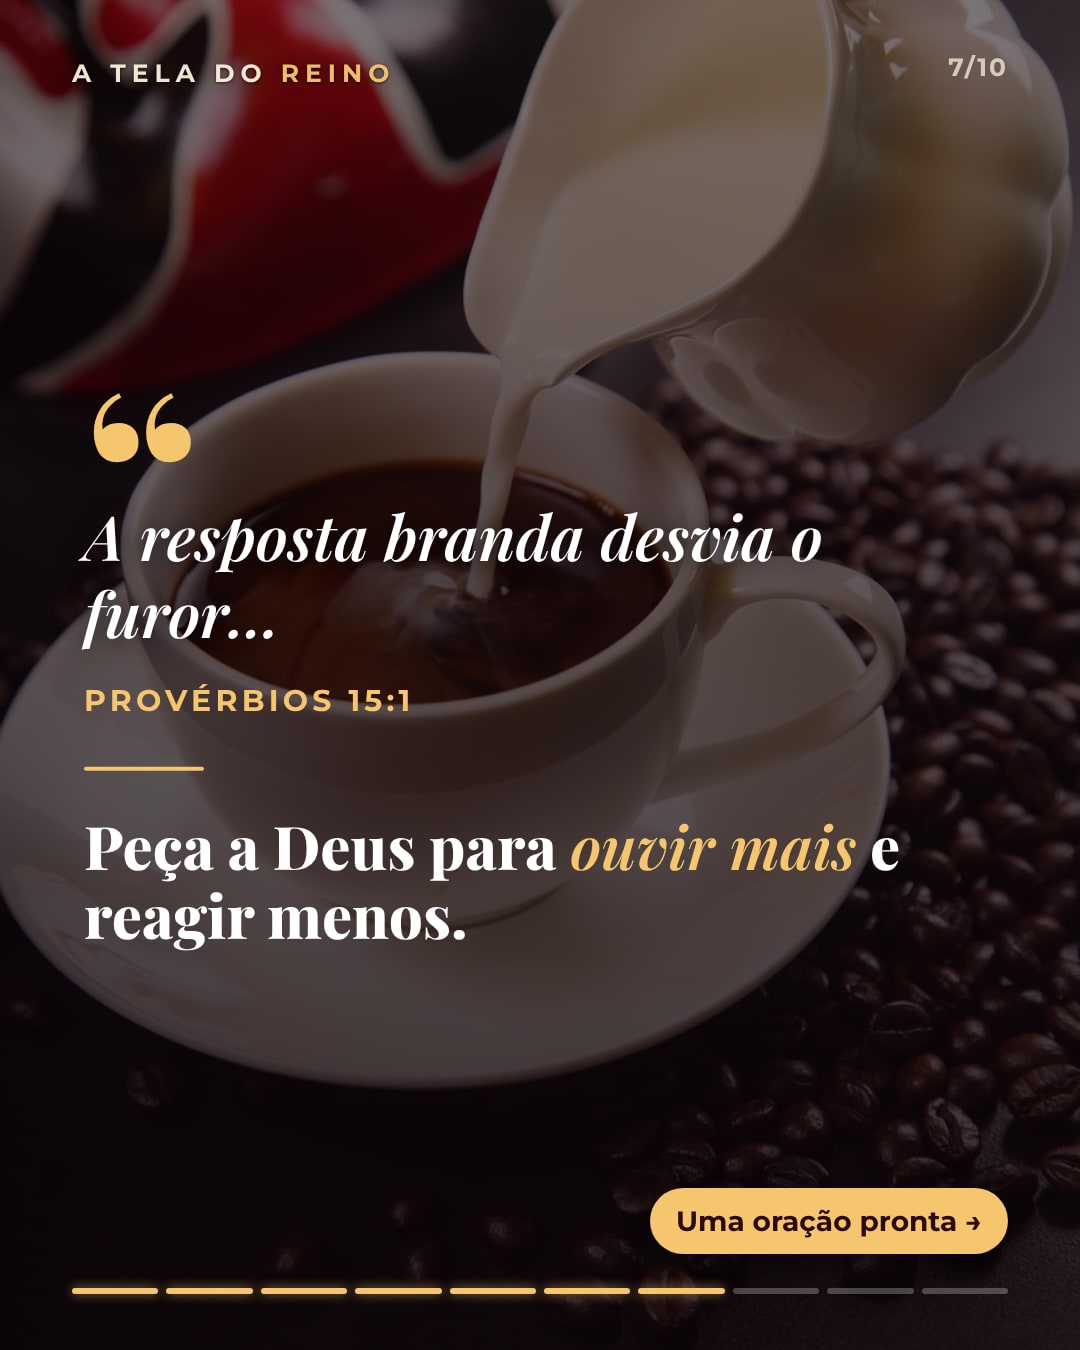 A TELA DO REINO
7/10
“
A resposta branda desvia o
furor...
PROVÉRBIOS 15:1
Peça a Deus para ouvir mais e
reagir menos.
Uma oração pronta →